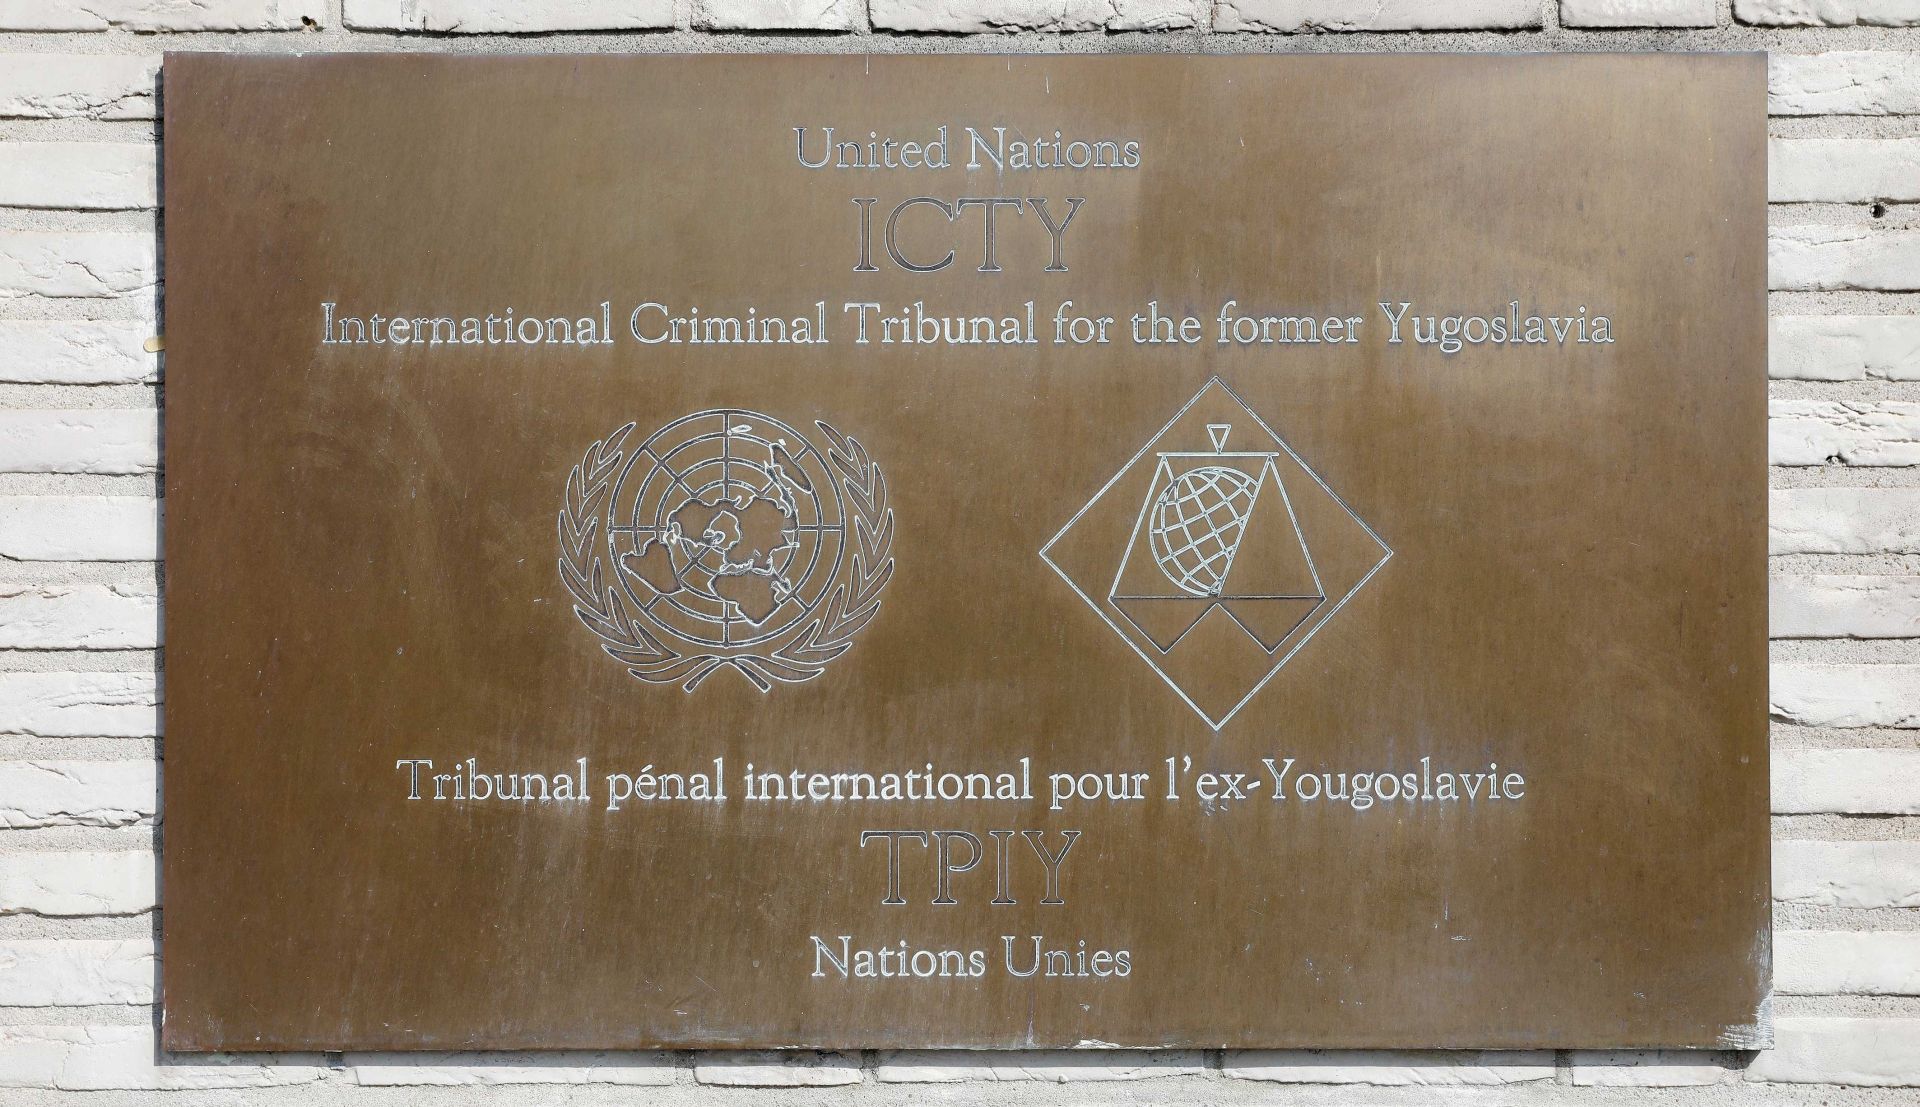 United Nations
ICTY
International Criminal Tribunal for the former Yugoslavia
Tribunal pénal international pour l'ex-Yougoslavie
TPIY
Nations Unies